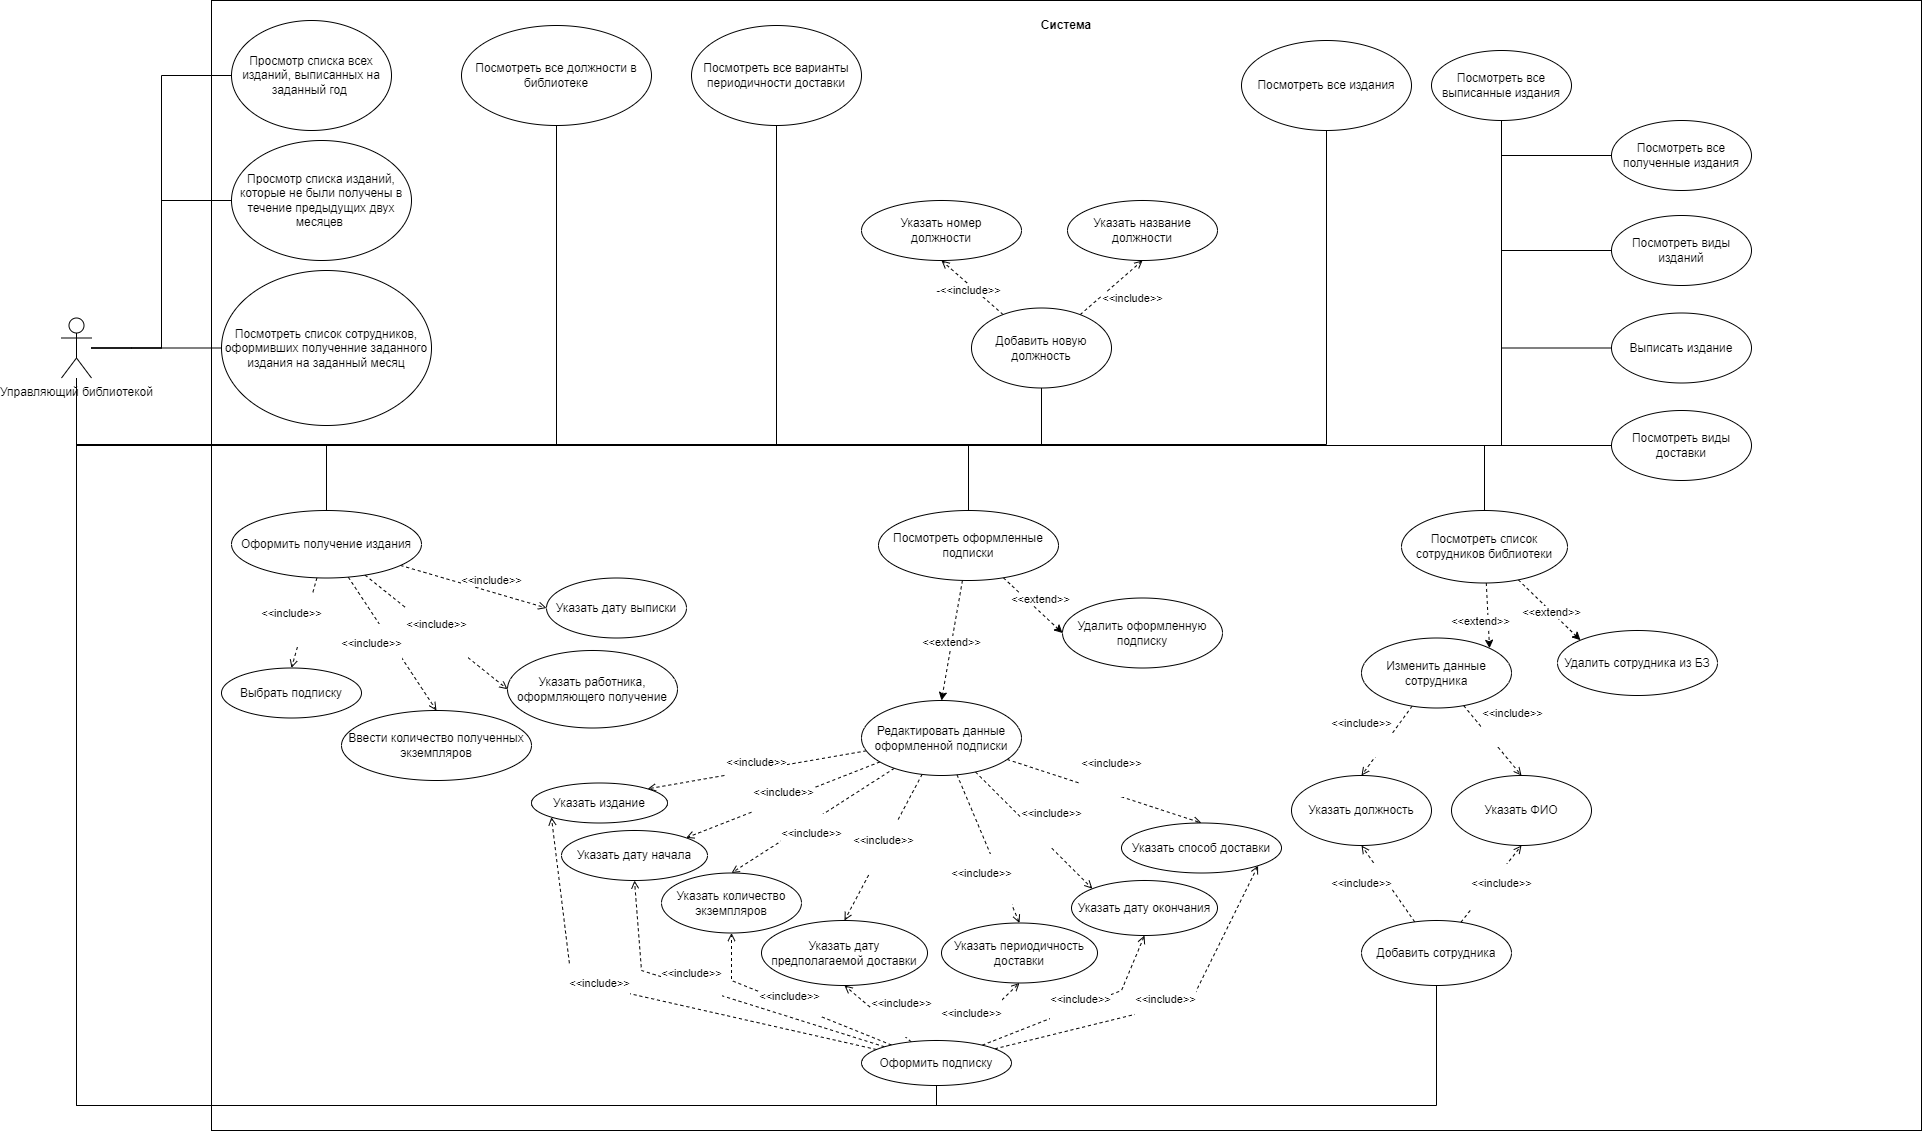 Система
Просмотр списка всех
изданий, выписанных на
заданный год
Посмотреть все должности в
библиотеке
Посмотреть все варианты
периодичности доставки
Посмотреть все издания
Посмотреть все
выписанные издания
Посмотреть все
полученные издания
Просмотр списка изданий,
которые не были получены в
течение предыдущих двух
месяцев
Указать номер
должности
Указать название
должности
Посмотреть виды
изданий
-<<include>>
<<include>>
Посмотреть список сотрудников,
оформивших получение заданного
издания на заданный месяц
Добавить новую
должность
Выписать издание
Управляющий библиотекой
Посмотреть виды
доставки
Оформить получение издания
Посмотреть оформленные
подписки
Посмотреть список
сотрудников библиотеки
<<include>>
<<include>>
<<include>>
<<include>>
Указать дату выписки
<<extend>>
<<extend>>
Удалить оформленную
подписку
<<extend>>
<<extend>>
Выбрать подписку
Указать работника,
оформляющего получение
Ввести количество полученных
экземпляров
Изменить данные
сотрудника
Удалить сотрудника из БЗ
Редактировать данные
оформленной подписки
<<include>>
<<include>>
<<include>>
<<include>>
<<include>>
<<include>>
<<include>>
<<include>>
<<include>>
Указать издание
Указать дату начала
Указать количество
экземпляров
Указать дату
предполагаемой доставки
Указать периодичность
доставки
Указать дату окончания
Указать способ доставки
Указать должность
Указать ФИО
<<include>>
<<include>>
<<include>>
<<include>>
<<include>>
<<include>>
<<include>>
<<include>>
<<include>>
Добавить сотрудника
Оформить подписку